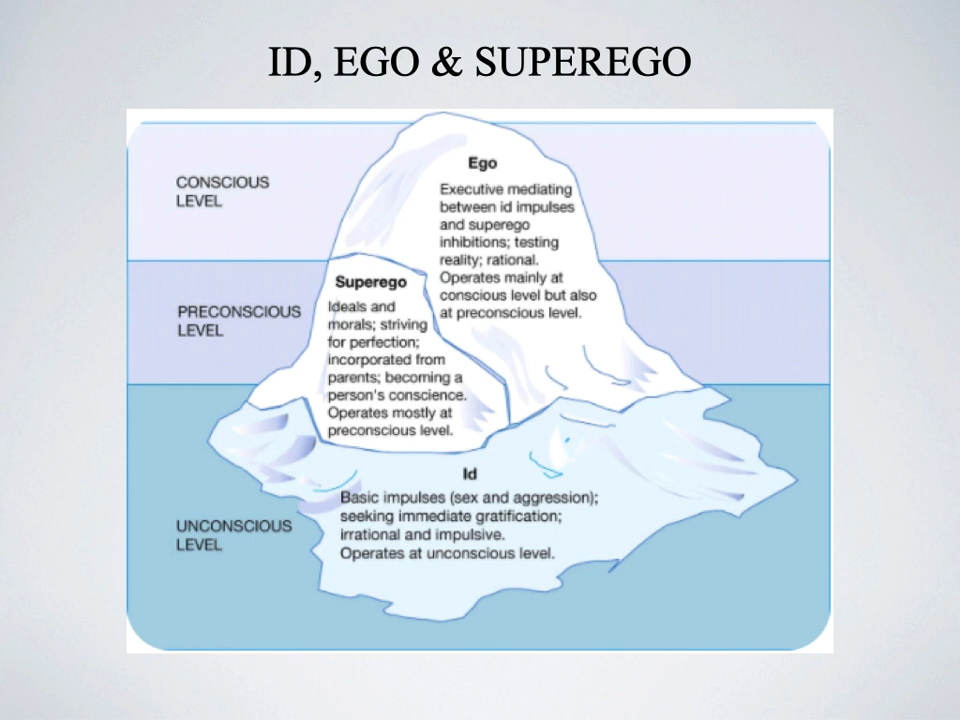 ID, EGO & SUPEREGO
CONSCIOUS
LEVEL
Ego
Executive mediating
between id impulses
and superego
inhibitions; testing
reality; rational.
Operates mainly at
conscious level but also
at preconscious level.
PRECONSCIOUS
LEVEL
Superego
Ideals and
morals; striving
for perfection;
incorporated from
parents; becoming a
person's conscience.
Operates mostly at
preconscious level.
UNCONSCIOUS
LEVEL
Id
Basic impulses (sex and aggression);
seeking immediate gratification;
irrational and impulsive.
Operates at unconscious level.